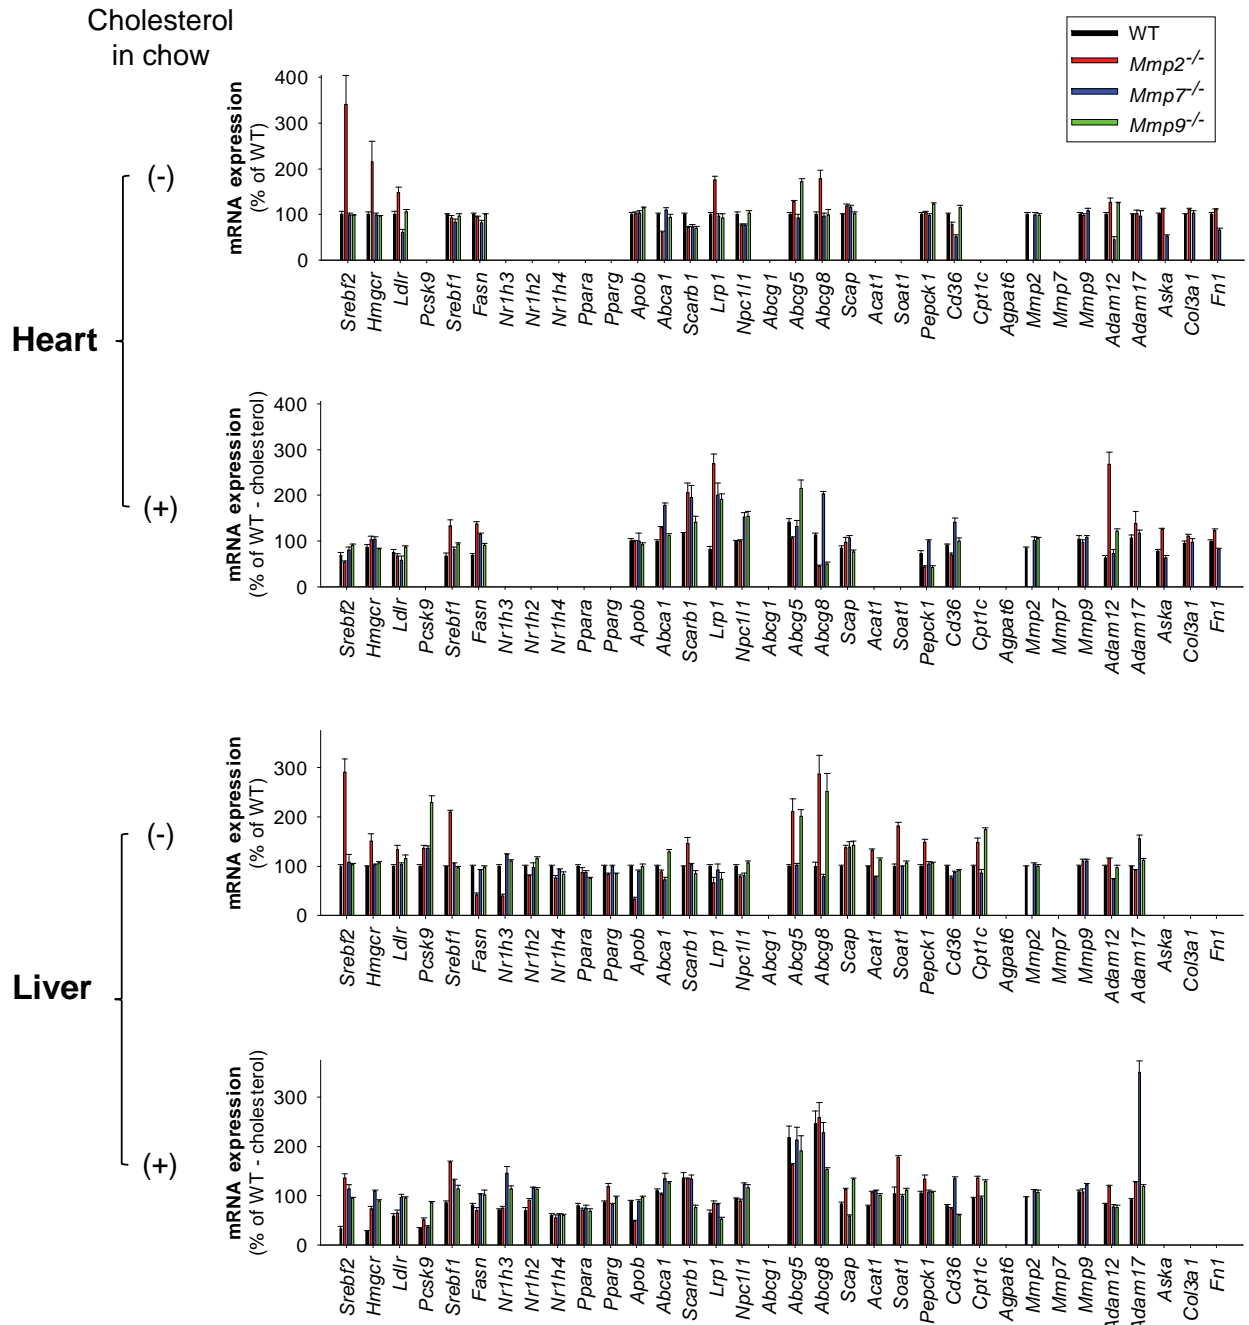 Cholesterol
in chow
WT
Mmp2-/-
Mmp7-/-
Mmp9-/-
Heart
(-)
mRNA expression
(% of WT)
400
300
200
100
0
Srebf2 Hmgcr Ldlr Pcsk9 Srebf1 Fasn Nr1h3 Nr1h2 Nr1h4 Ppara Pparg Apob Abca1 Scarb1 Lrp1 Npc1l1 Abcg1 Abcg5 Abcg8 Scap Acat1 Soat1 Pepck1 Cd36 Cpt1c Agpat6 Mmp2 Mmp7 Mmp9 Adam12 Adam17 Aska Col3a1 Fn1
(+)
mRNA expression
(% of WT - cholesterol)
400
300
200
100
0
Srebf2 Hmgcr Ldlr Pcsk9 Srebf1 Fasn Nr1h3 Nr1h2 Nr1h4 Ppara Pparg Apob Abca1 Scarb1 Lrp1 Npc1l1 Abcg1 Abcg5 Abcg8 Scap Acat1 Soat1 Pepck1 Cd36 Cpt1c Agpat6 Mmp2 Mmp7 Mmp9 Adam12 Adam17 Aska Col3a1 Fn1
Liver
(-)
mRNA expression
(% of WT)
300
200
100
0
Srebf2 Hmgcr Ldlr Pcsk9 Srebf1 Fasn Nr1h3 Nr1h2 Nr1h4 Ppara Pparg Apob Abca1 Scarb1 Lrp1 Npc1l1 Abcg1 Abcg5 Abcg8 Scap Acat1 Soat1 Pepck1 Cd36 Cpt1c Agpat6 Mmp2 Mmp7 Mmp9 Adam12 Adam17 Aska Col3a1 Fn1
(+)
mRNA expression
(% of WT - cholesterol)
300
200
100
0
Srebf2 Hmgcr Ldlr Pcsk9 Srebf1 Fasn Nr1h3 Nr1h2 Nr1h4 Ppara Pparg Apob Abca1 Scarb1 Lrp1 Npc1l1 Abcg1 Abcg5 Abcg8 Scap Acat1 Soat1 Pepck1 Cd36 Cpt1c Agpat6 Mmp2 Mmp7 Mmp9 Adam12 Adam17 Aska Col3a1 Fn1